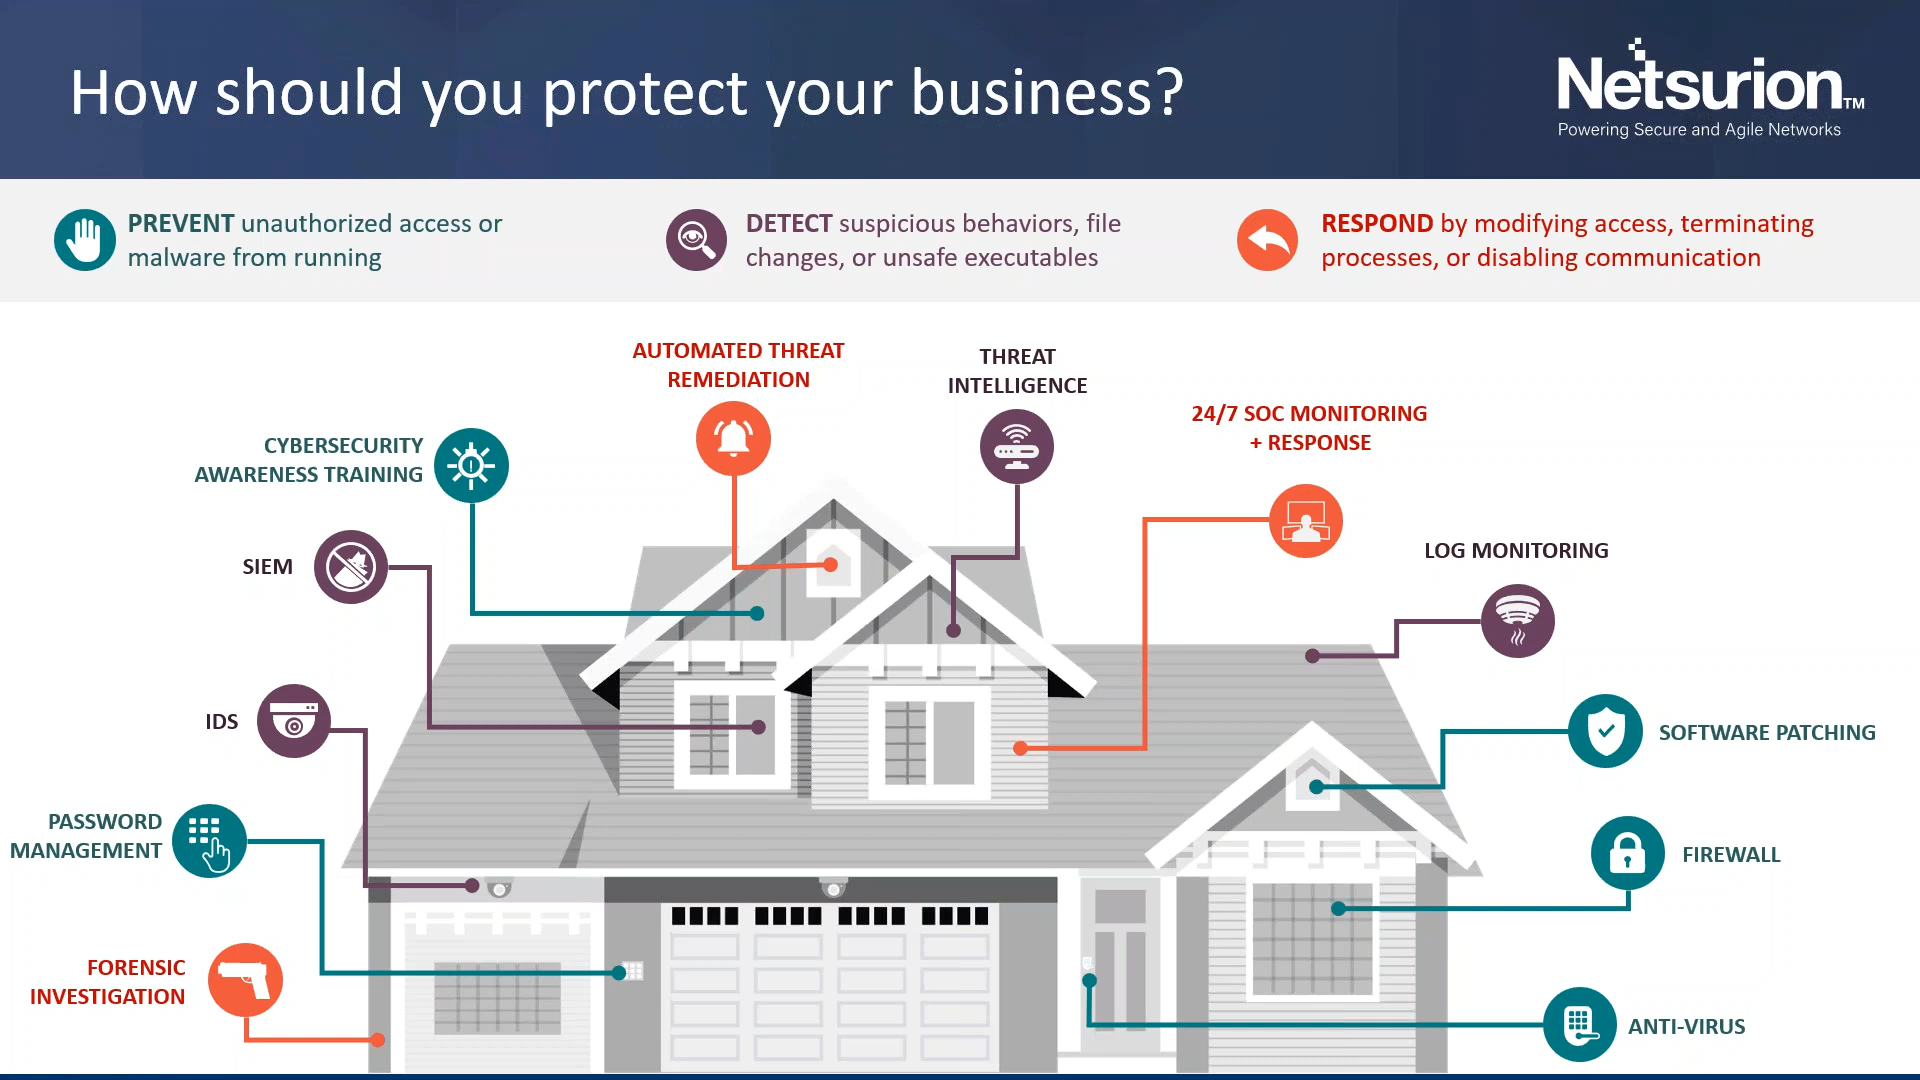 How should you protect your business?
Netsurion™
Powering Secure and Agile Networks
PREVENT unauthorized access or
malware from running
DETECT suspicious behaviors, file
changes, or unsafe executables
RESPOND by modifying access, terminating
processes, or disabling communication
AUTOMATED THREAT
REMEDIATION
THREAT
INTELLIGENCE
24/7 SOC MONITORING
+ RESPONSE
CYBERSECURITY
AWARENESS TRAINING
SIEM
LOG MONITORING
IDS
SOFTWARE PATCHING
PASSWORD
MANAGEMENT
FIREWALL
FORENSIC
INVESTIGATION
ANTI-VIRUS